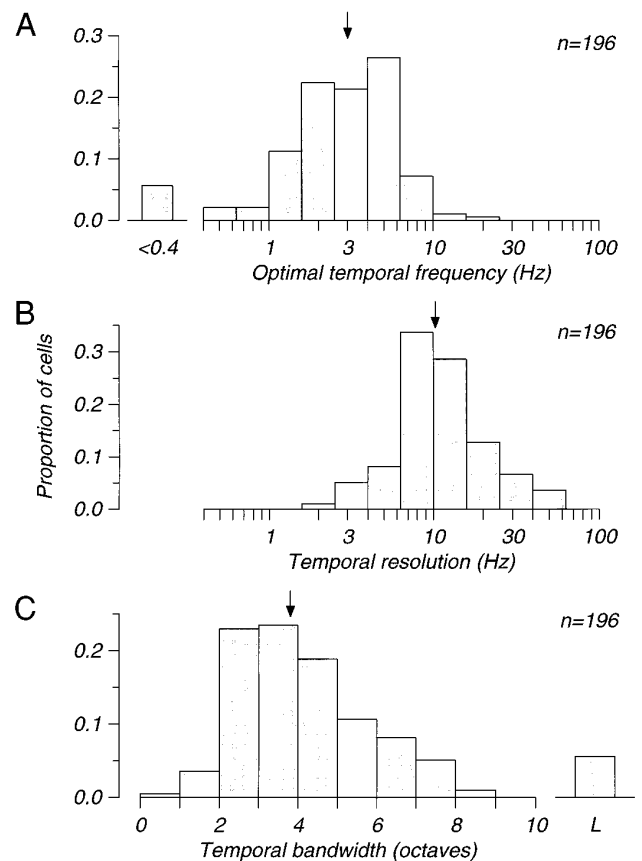 A
n=196
0.3
0.2
0.1
0.0
<0.4
1 3 10 30 100
Optimal temporal frequency (Hz)
B
n=196
Proportion of cells
0.3
0.2
0.1
0.0
1 3 10 30 100
Temporal resolution (Hz)
C
n=196
0.2
0.1
0.0
0 2 4 6 8 10 L
Temporal bandwidth (octaves)